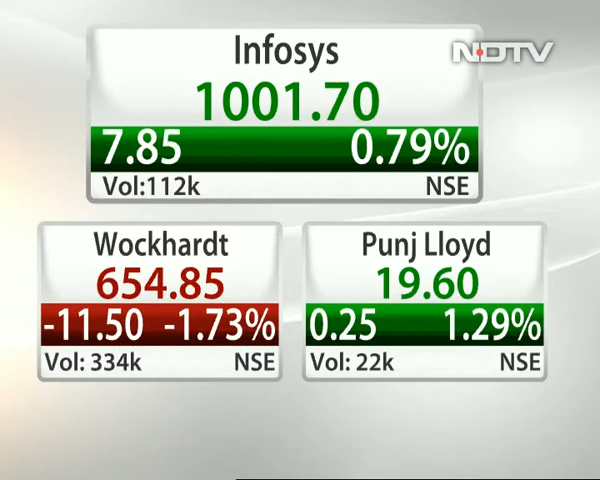 NDTV
Infosys
1001.70
7.85 0.79%
Vol:112k NSE
Wockhardt
654.85
-11.50 -1.73%
Vol: 334k NSE
Punj Lloyd
19.60
0.25 1.29%
Vol: 22k NSE